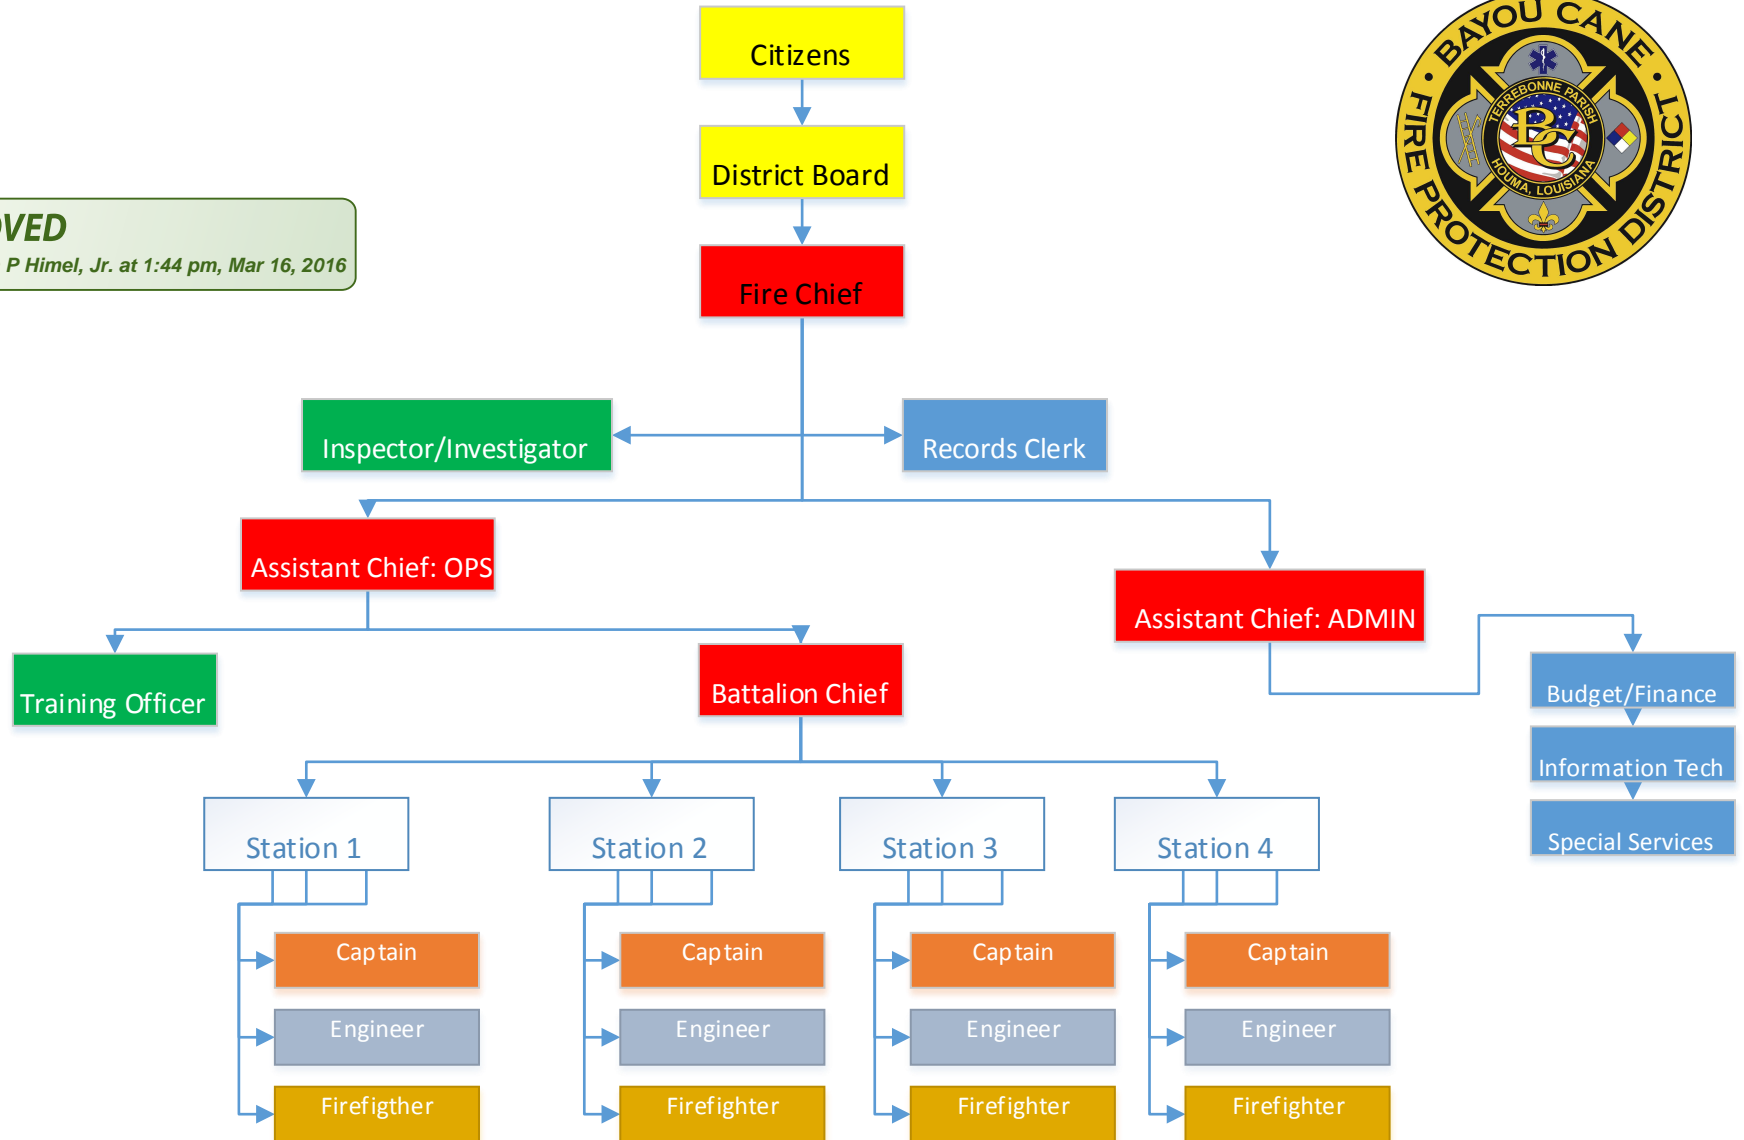 Citizens
BAYOU CANE
FIRE PROTECTION DISTRICT
TERREBONNE PARISH
BC
HOUMA, LOUISIANA
District Board
P Himel, Jr. at 1:44 pm, Mar 16, 2016
Fire Chief
Inspector/Investigator
Records Clerk
Assistant Chief: OPS
Assistant Chief: ADMIN
Training Officer
Battalion Chief
Budget/Finance
Information Tech
Special Services
Station 1
Station 2
Station 3
Station 4
Captain
Captain
Captain
Captain
Engineer
Engineer
Engineer
Engineer
Firefigther
Firefighter
Firefighter
Firefighter